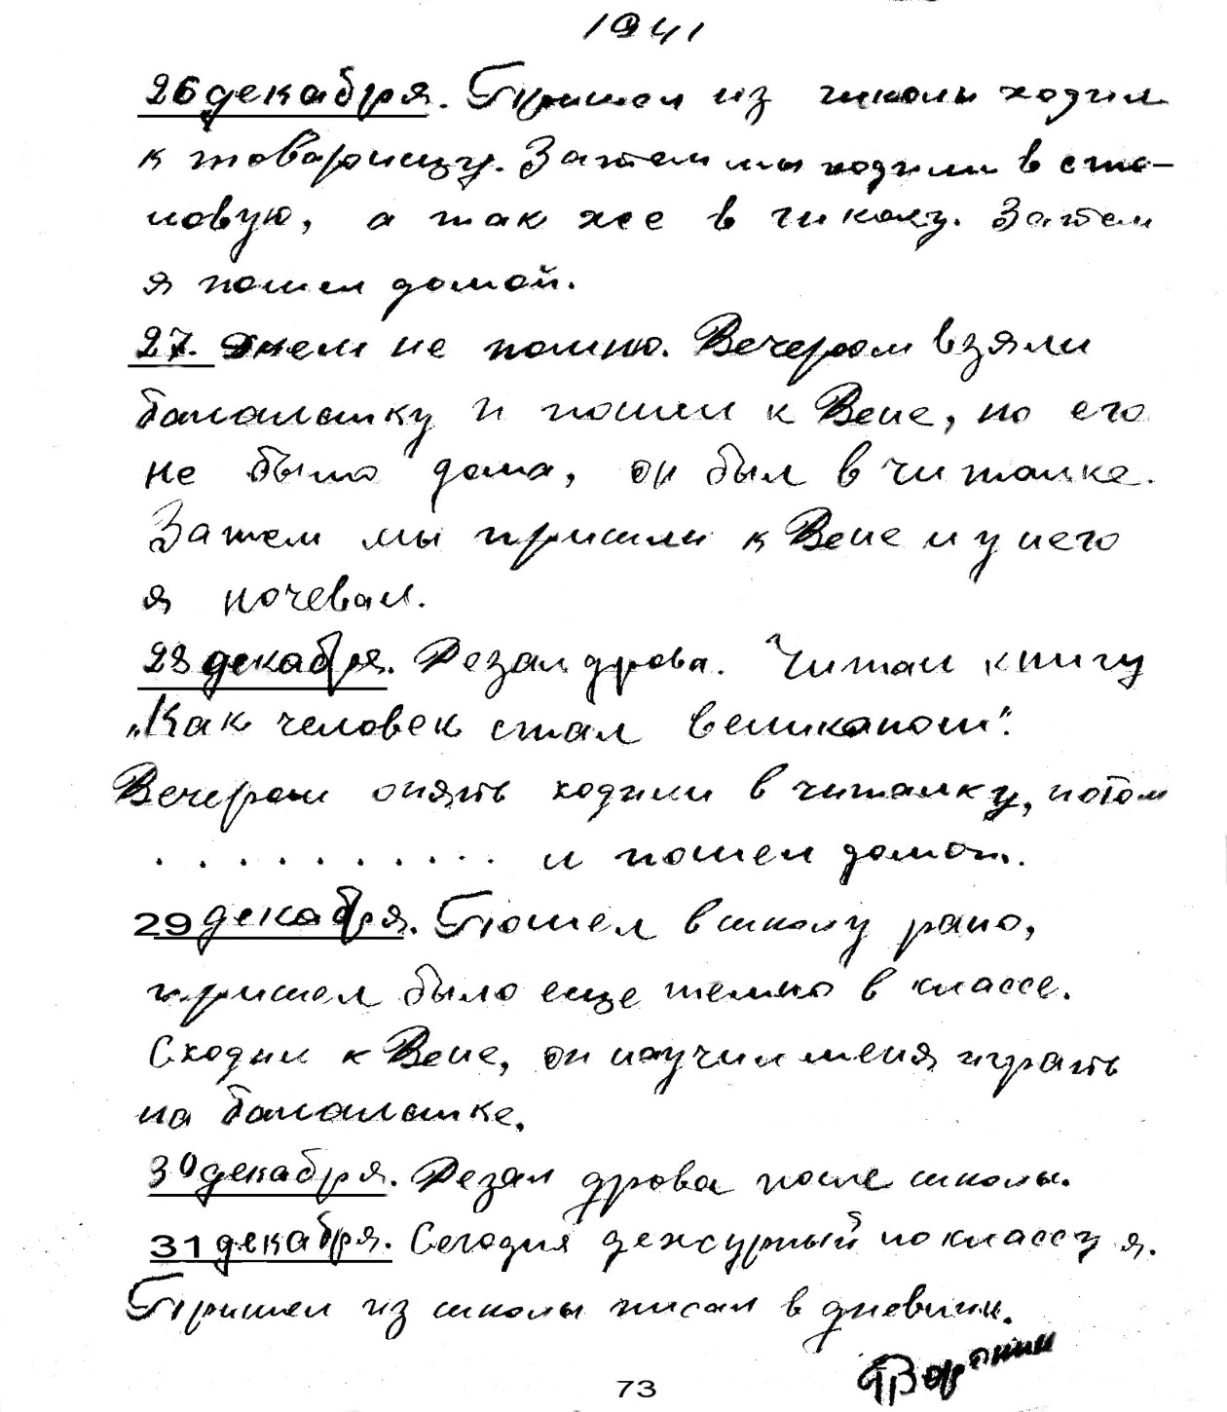 1941
26 декабря. Пришел из школы ходил
к товарищу. Затем мы ходили в сто-
ловую, а так же в школу. Затем
я пошел домой.
27. Днем не помню. Вечером взяли
балалайку и пошли к Вене, но его
не было дома, он был в читалке.
Затем мы пришли к Вене и у него
я ночевал.
28 декабря. Резал дрова. Читал книгу
„Как человек стал великаном".
Вечером опять ходили в читалку, потом
. . . . . . . . . . . и пошел домой.
29 декабря. Пошел в школу рано,
пришел было еще темно в классе.
Сходил к Вене, он научил меня играть
на балалайке.
30 декабря. Резал дрова после школы.
31 декабря. Сегодня дежурный по классу я.
Пришел из школы писал в дневник.
Воронин
73